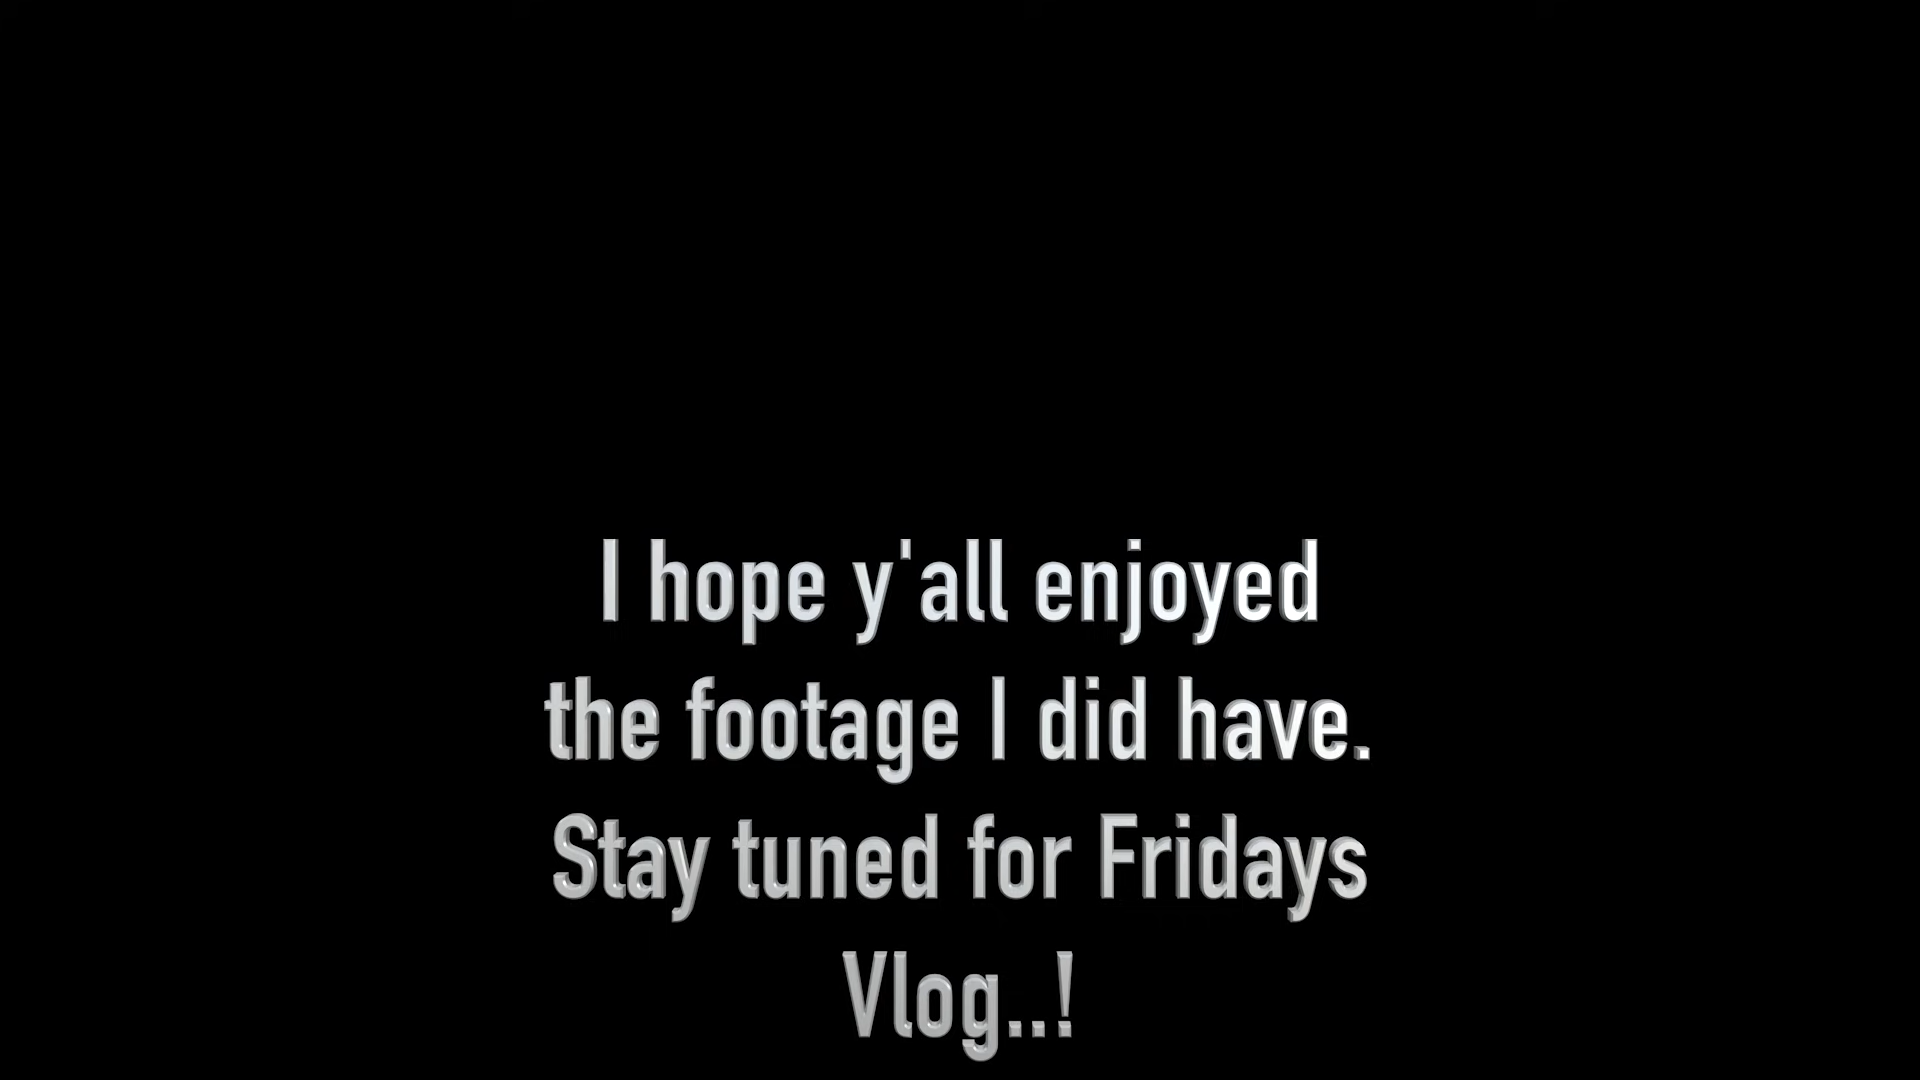 I hope y'all enjoyed
the footage I did have.
Stay tuned for Fridays
Vlog..!